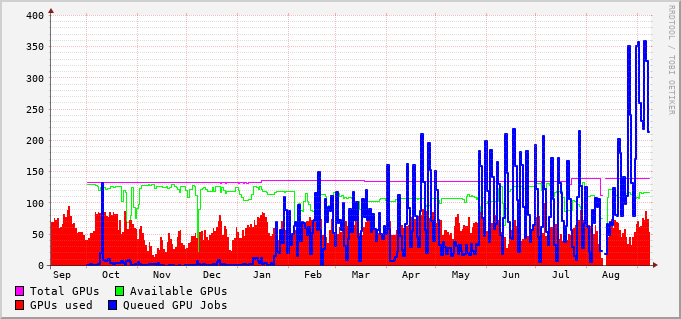 400
350
300
250
200
150
100
50
0
Sep Oct Nov Dec Jan Feb Mar Apr May Jun Jul Aug
Total GPUs Available GPUs
GPUs used Queued GPU Jobs
RRDTOOL / TOBI OETIKER